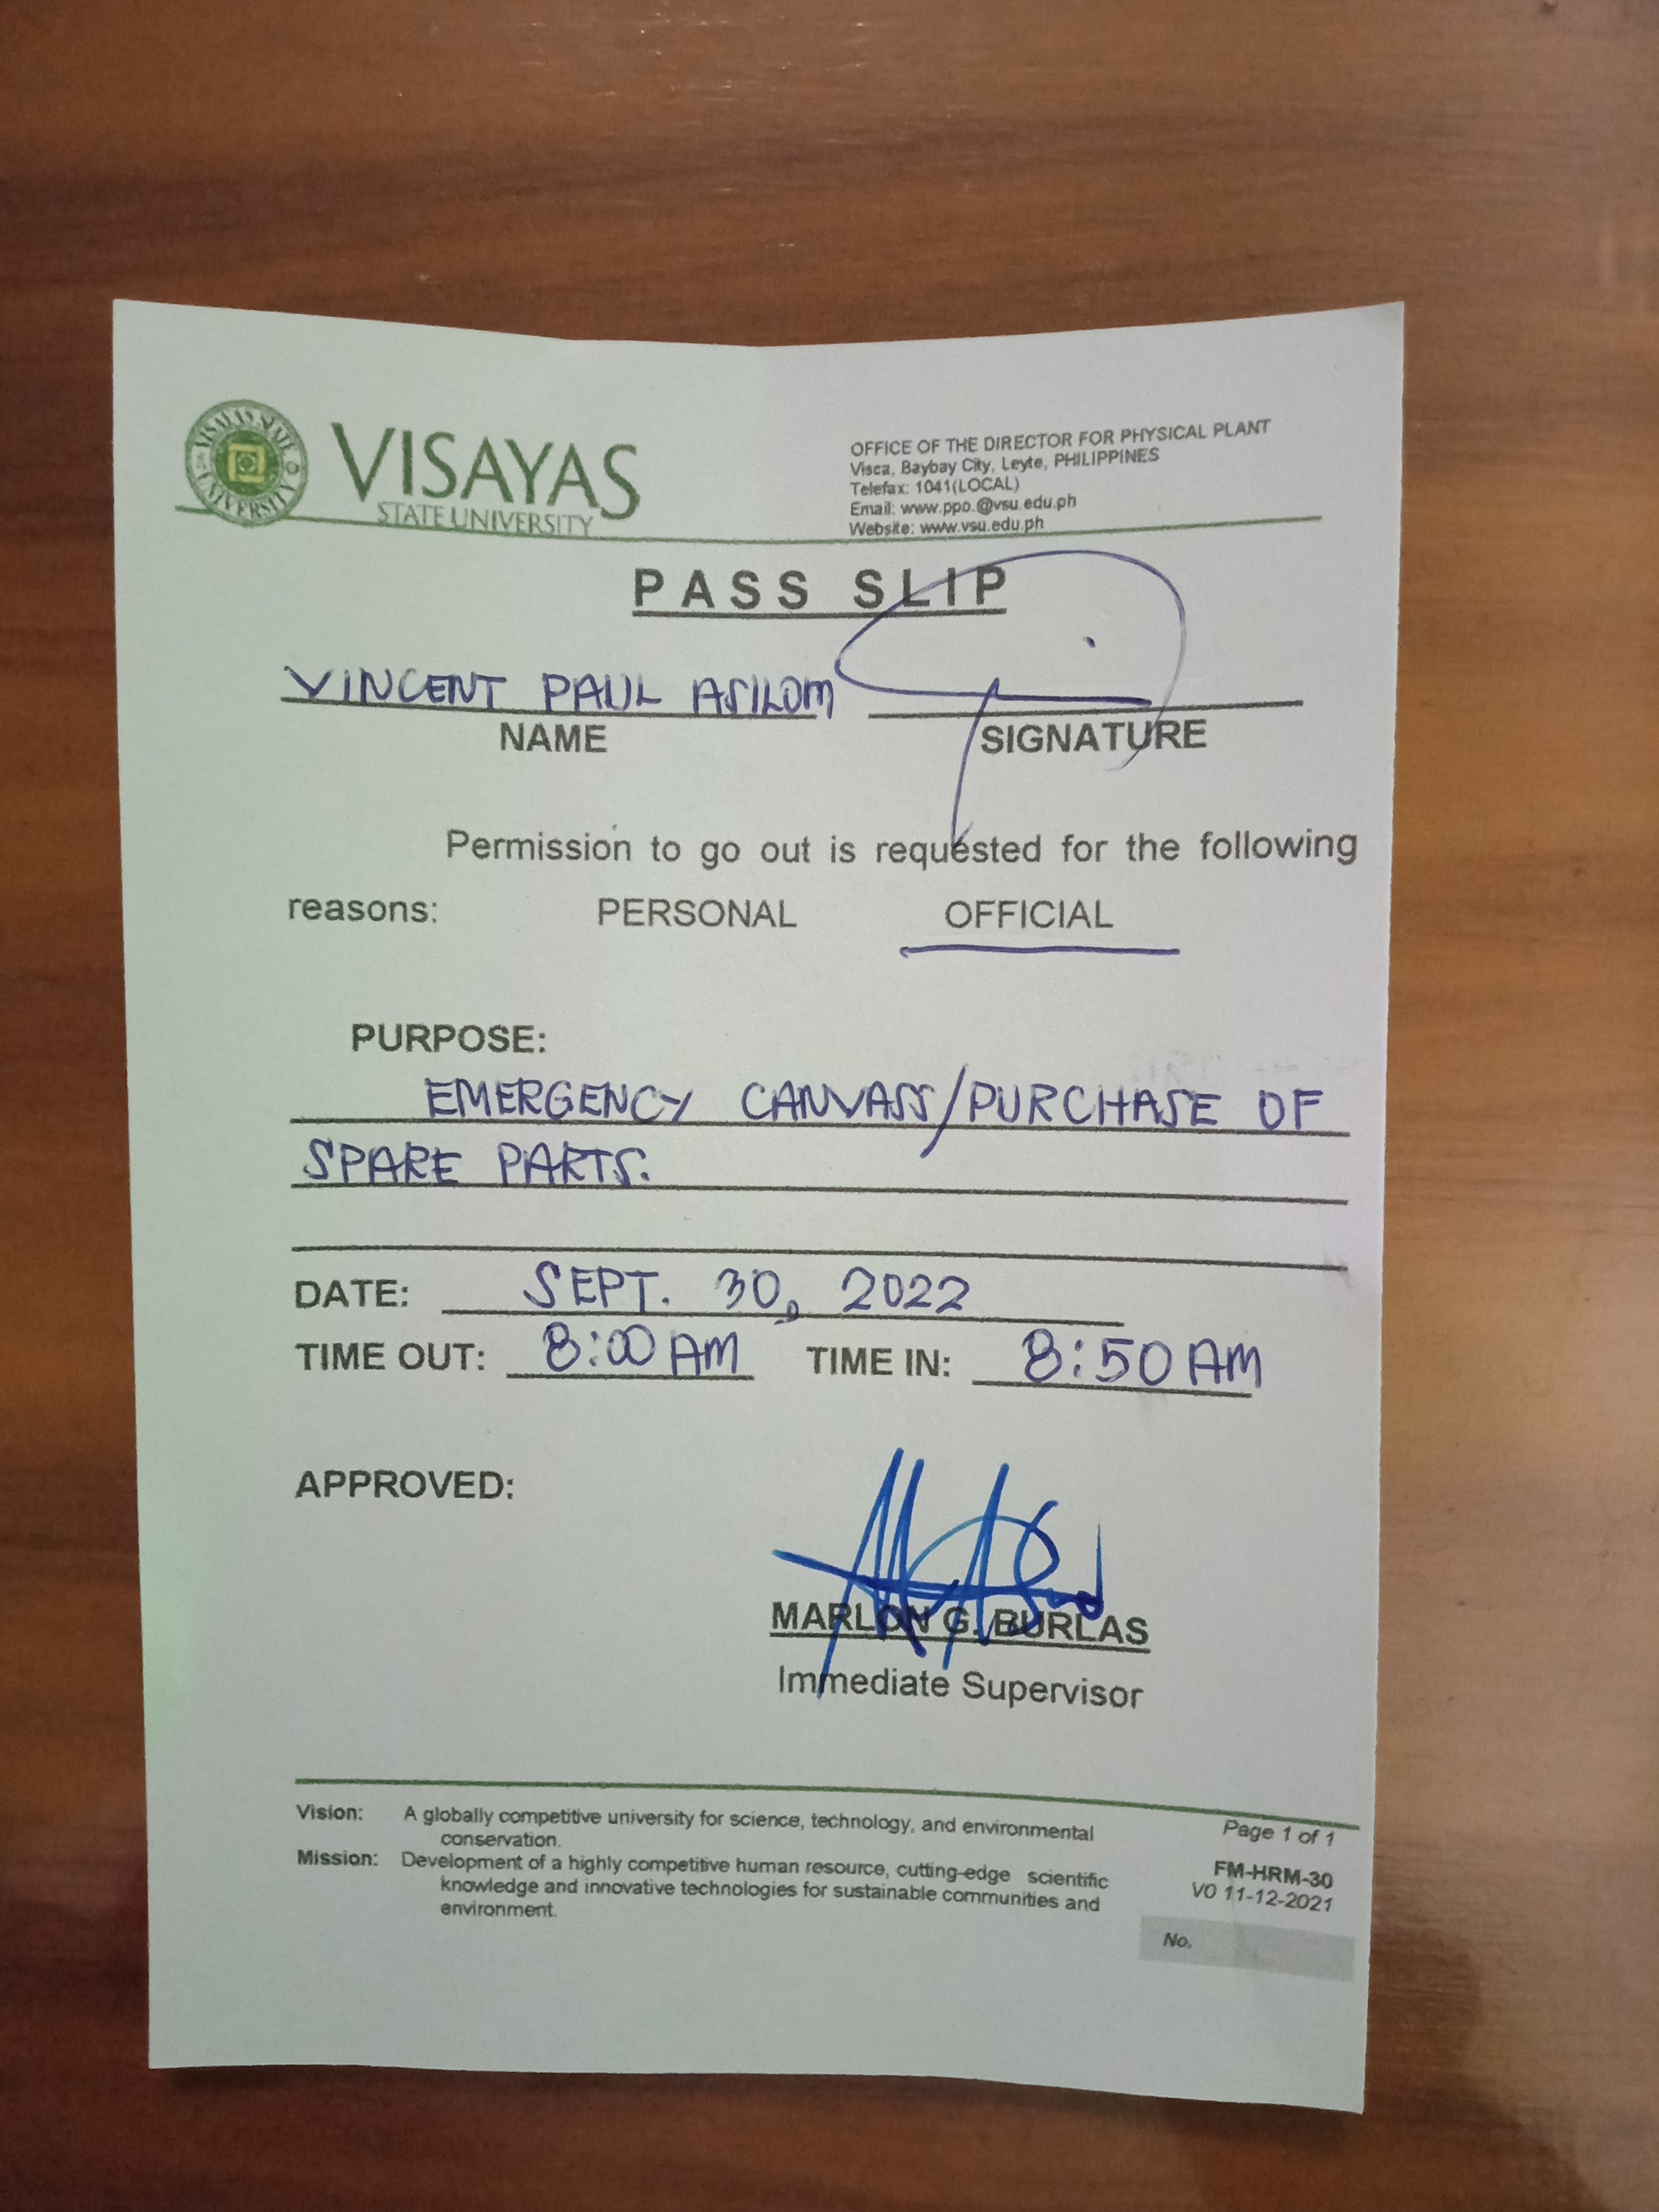 VISAYAS STATE UNIVERSITY
VISAYAS
STATE UNIVERSITY
OFFICE OF THE DIRECTOR FOR PHYSICAL PLANT
Visca, Baybay City, Leyte, PHILIPPINES
Telefax: 1041(LOCAL)
Email: www.ppo.@vsu.edu.ph
Website: www.vsu.edu.ph
PASS SLIP
VINCENT PAUL ASILOM
NAME SIGNATURE
Permission to go out is requested for the following
reasons: PERSONAL OFFICIAL
PURPOSE:
EMERGENCY CANVASS/PURCHASE OF
SPARE PARTS.
DATE: SEPT. 30, 2022
TIME OUT: 8:00 AM TIME IN: 8:50 AM
APPROVED:
MARLON G. BURLAS
Immediate Supervisor
Vision: A globally competitive university for science, technology, and environmental
conservation.
Mission: Development of a highly competitive human resource, cutting-edge scientific
knowledge and innovative technologies for sustainable communities and
environment.
Page 1 of 1
FM-HRM-30
V0 11-12-2021
No.